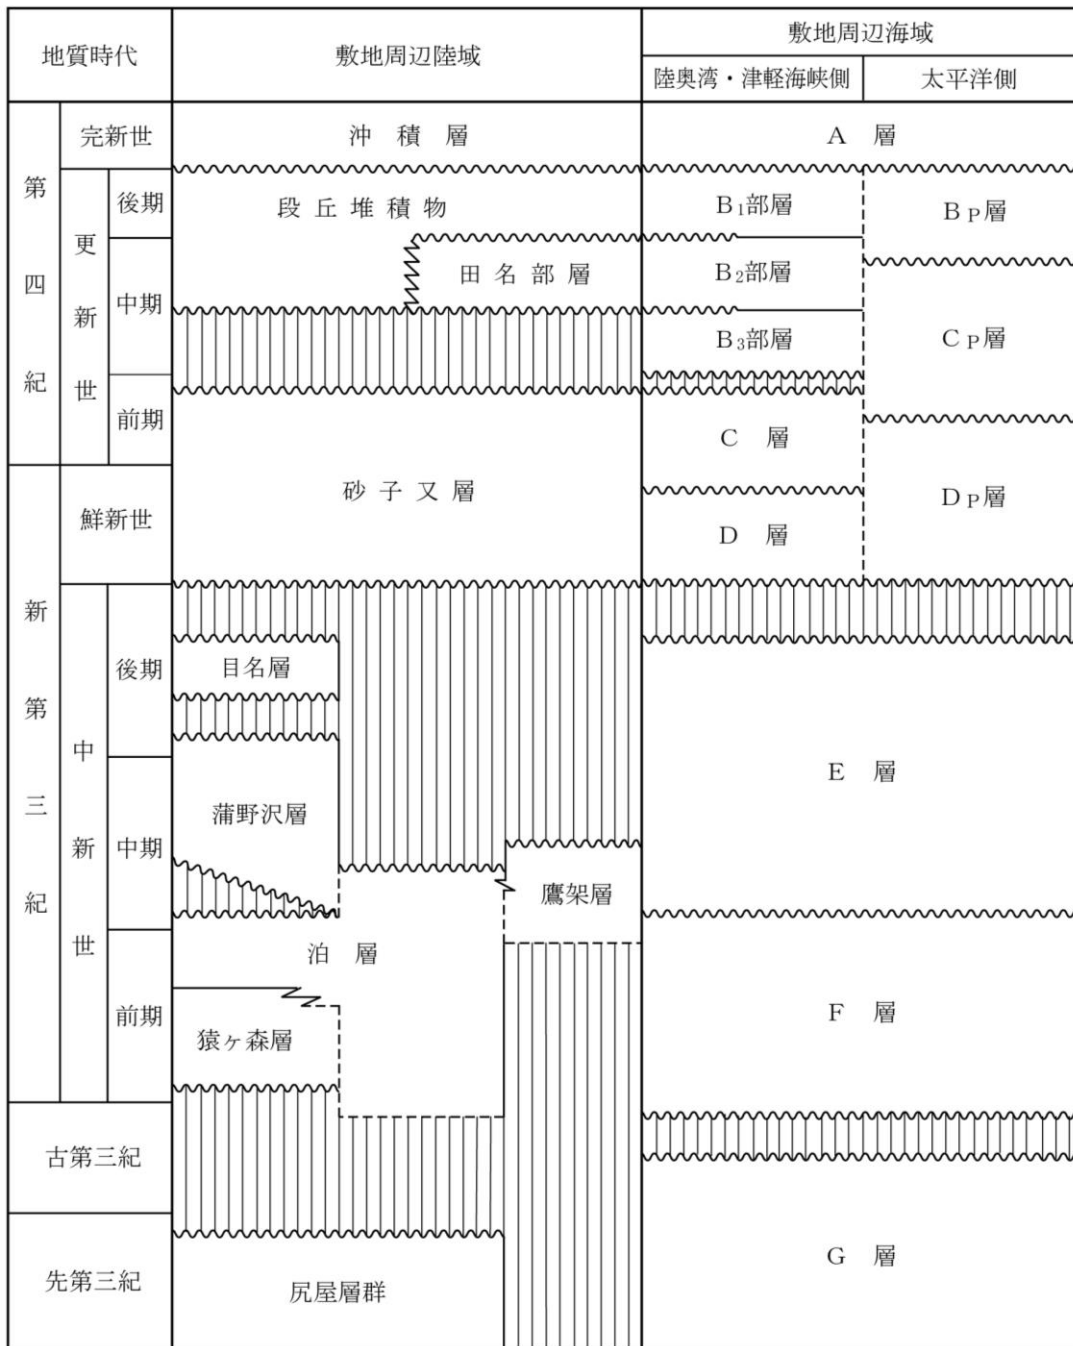 地質時代
敷地周辺陸域
敷地周辺海域
陸奥湾・津軽海峡側
太平洋側
第四紀
完新世
沖積層
A 層
更新世
後期
段丘堆積物
B₁部層
BP層
中期
田名部層
B₂部層
B₃部層
CP層
前期
C 層
新第三紀
鮮新世
砂子又層
D 層
DP層
中新世
後期
目名層
E 層
中期
蒲野沢層
鷹架層
前期
泊層
猿ヶ森層
F 層
古第三紀
先第三紀
尻屋層群
G 層